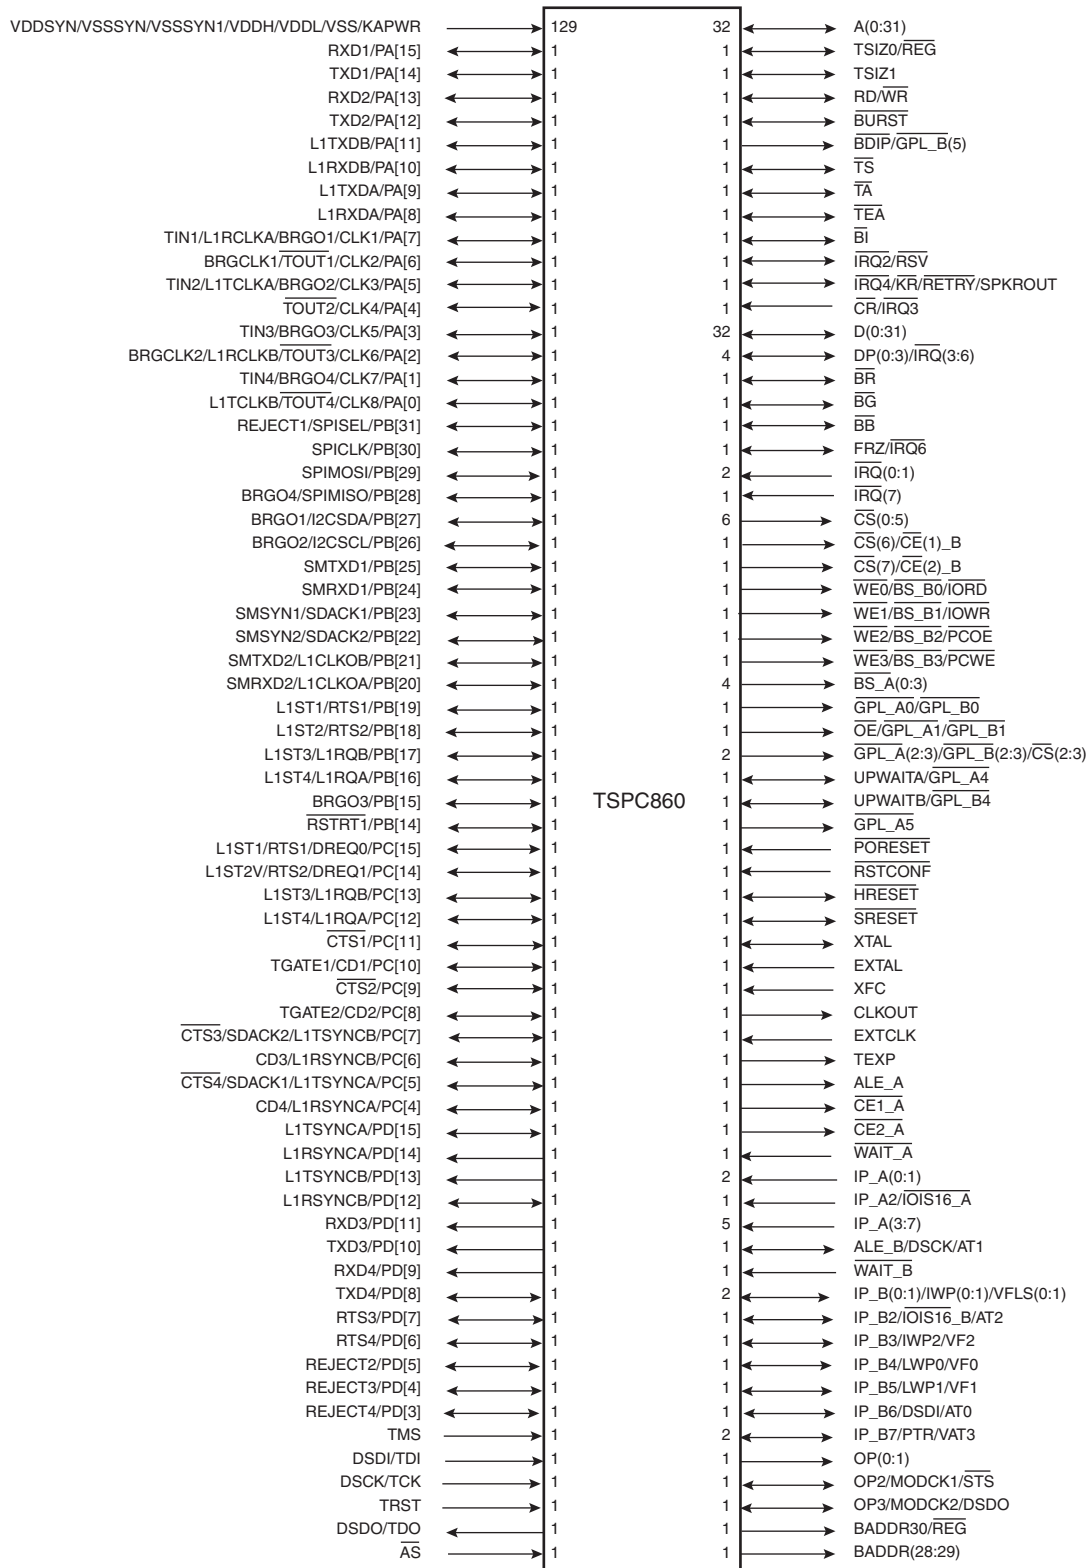 VDDSYN/VSSSYN/VSSSYN1/VDDH/VDDL/VSS/KAPWR 129 32 A(0:31)
RXD1/PA[15] 1 1 TSIZ0/REG
TXD1/PA[14] 1 1 TSIZ1
RXD2/PA[13] 1 1 RD/WR
TXD2/PA[12] 1 1 BURST
L1TXDB/PA[11] 1 1 BDIP/GPL_B(5)
L1RXDB/PA[10] 1 1 TS
L1TXDA/PA[9] 1 1 TA
L1RXDA/PA[8] 1 1 TEA
TIN1/L1RCLKA/BRGO1/CLK1/PA[7] 1 1 BI
BRGCLK1/TOUT1/CLK2/PA[6] 1 1 IRQ2/RSV
TIN2/L1TCLKA/BRGO2/CLK3/PA[5] 1 1 IRQ4/KR/RETRY/SPKROUT
TOUT2/CLK4/PA[4] 1 1 CR/IRQ3
TIN3/BRGO3/CLK5/PA[3] 1 32 D(0:31)
BRGCLK2/L1RCLKB/TOUT3/CLK6/PA[2] 1 4 DP(0:3)/IRQ(3:6)
TIN4/BRGO4/CLK7/PA[1] 1 1 BR
L1TCLKB/TOUT4/CLK8/PA[0] 1 1 BG
REJECT1/SPISEL/PB[31] 1 1 BB
SPICLK/PB[30] 1 1 FRZ/IRQ6
SPIMOSI/PB[29] 1 2 IRQ(0:1)
BRGO4/SPIMISO/PB[28] 1 1 IRQ(7)
BRGO1/I2CSDA/PB[27] 1 6 CS(0:5)
BRGO2/I2CSCL/PB[26] 1 1 CS(6)/CE(1)_B
SMTXD1/PB[25] 1 1 CS(7)/CE(2)_B
SMRXD1/PB[24] 1 1 WE0/BS_B0/IORD
SMSYN1/SDACK1/PB[23] 1 1 WE1/BS_B1/IOWR
SMSYN2/SDACK2/PB[22] 1 1 WE2/BS_B2/PCOE
SMTXD2/L1CLKOB/PB[21] 1 1 WE3/BS_B3/PCWE
SMRXD2/L1CLKOA/PB[20] 1 4 BS_A(0:3)
L1ST1/RTS1/PB[19] 1 1 GPL_A0/GPL_B0
L1ST2/RTS2/PB[18] 1 1 OE/GPL_A1/GPL_B1
L1ST3/L1RQB/PB[17] 1 2 GPL_A(2:3)/GPL_B(2:3)/CS(2:3)
L1ST4/L1RQA/PB[16] 1 1 UPWAITA/GPL_A4
BRGO3/PB[15] 1 TSPC860 1 UPWAITB/GPL_B4
RSTRT1/PB[14] 1 1 GPL_A5
L1ST1/RTS1/DREQ0/PC[15] 1 1 PORESET
L1ST2V/RTS2/DREQ1/PC[14] 1 1 RSTCONF
L1ST3/L1RQB/PC[13] 1 1 HRESET
L1ST4/L1RQA/PC[12] 1 1 SRESET
CTS1/PC[11] 1 1 XTAL
TGATE1/CD1/PC[10] 1 1 EXTAL
CTS2/PC[9] 1 1 XFC
TGATE2/CD2/PC[8] 1 1 CLKOUT
CTS3/SDACK2/L1TSYNCB/PC[7] 1 1 EXTCLK
CD3/L1RSYNCB/PC[6] 1 1 TEXP
CTS4/SDACK1/L1TSYNCA/PC[5] 1 1 ALE_A
CD4/L1RSYNCA/PC[4] 1 1 CE1_A
L1TSYNCA/PD[15] 1 1 CE2_A
L1RSYNCA/PD[14] 1 1 WAIT_A
L1TSYNCB/PD[13] 1 2 IP_A(0:1)
L1RSYNCB/PD[12] 1 1 IP_A2/IOIS16_A
RXD3/PD[11] 1 5 IP_A(3:7)
TXD3/PD[10] 1 1 ALE_B/DSCK/AT1
RXD4/PD[9] 1 1 WAIT_B
TXD4/PD[8] 1 2 IP_B(0:1)/IWP(0:1)/VFLS(0:1)
RTS3/PD[7] 1 1 IP_B2/IOIS16_B/AT2
RTS4/PD[6] 1 1 IP_B3/IWP2/VF2
REJECT2/PD[5] 1 1 IP_B4/LWP0/VF0
REJECT3/PD[4] 1 1 IP_B5/LWP1/VF1
REJECT4/PD[3] 1 1 IP_B6/DSDI/AT0
TMS 1 2 IP_B7/PTR/VAT3
DSDI/TDI 1 1 OP(0:1)
DSCK/TCK 1 1 OP2/MODCK1/STS
TRST 1 1 OP3/MODCK2/DSDO
DSDO/TDO 1 1 BADDR30/REG
AS 1 1 BADDR(28:29)